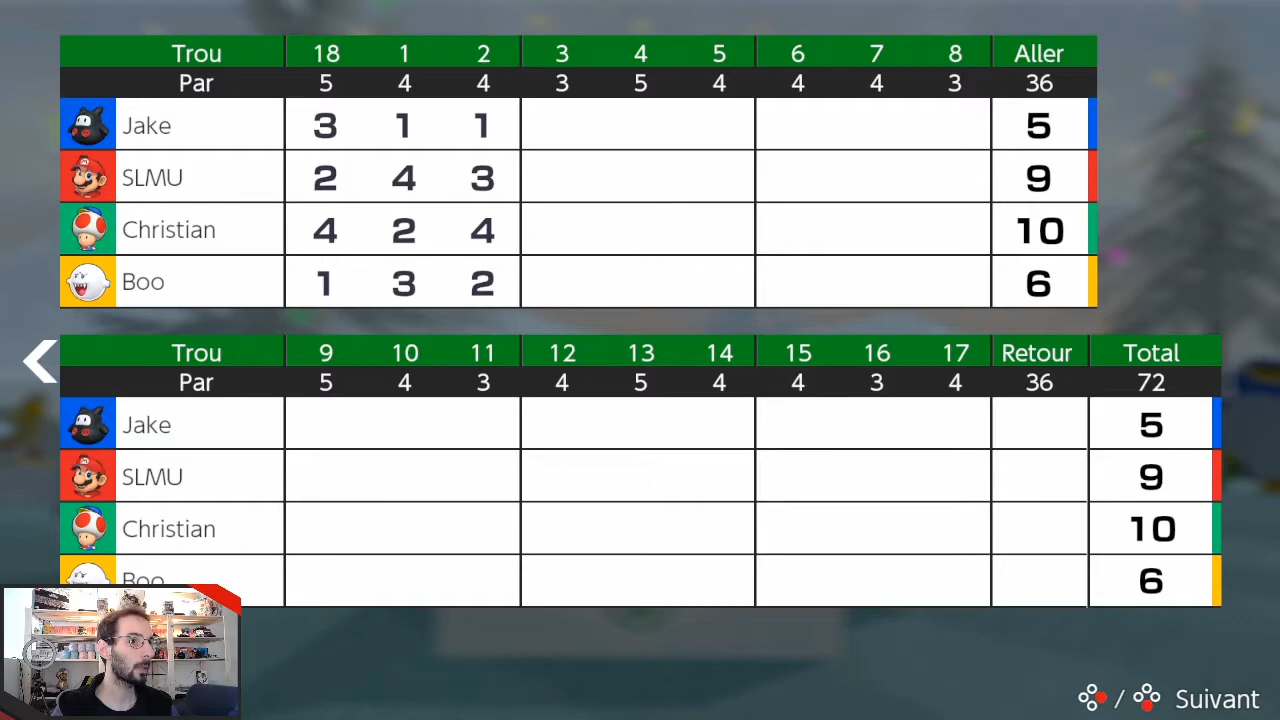 Trou 18 1 2 3 4 5 6 7 8 Aller
Par 5 4 4 3 5 4 4 4 3 36
Jake 3 1 1 5
SLMU 2 4 3 9
Christian 4 2 4 10
Boo 1 3 2 6
Trou 9 10 11 12 13 14 15 16 17 Retour Total
Par 5 4 3 4 5 4 4 3 4 36 72
Jake 5
SLMU 9
Christian 10
Boo 6
/ Suivant